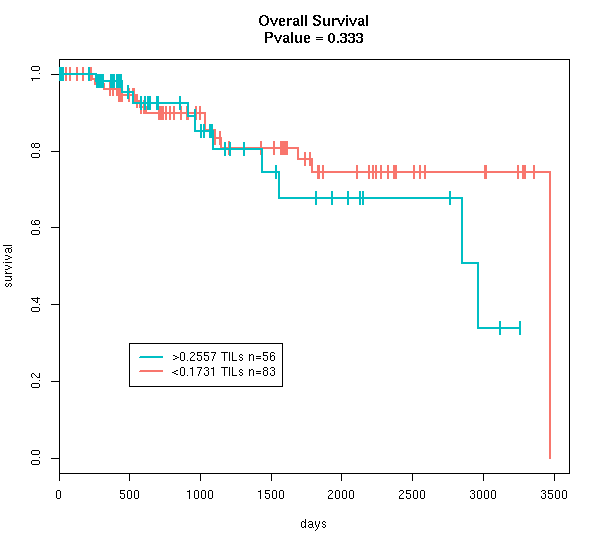 Overall Survival
Pvalue = 0.333
survival
1.0
0.8
0.6
0.4
0.2
0.0
>0.2557 TILs n=56
<0.1731 TILs n=83
0 500 1000 1500 2000 2500 3000 3500
days